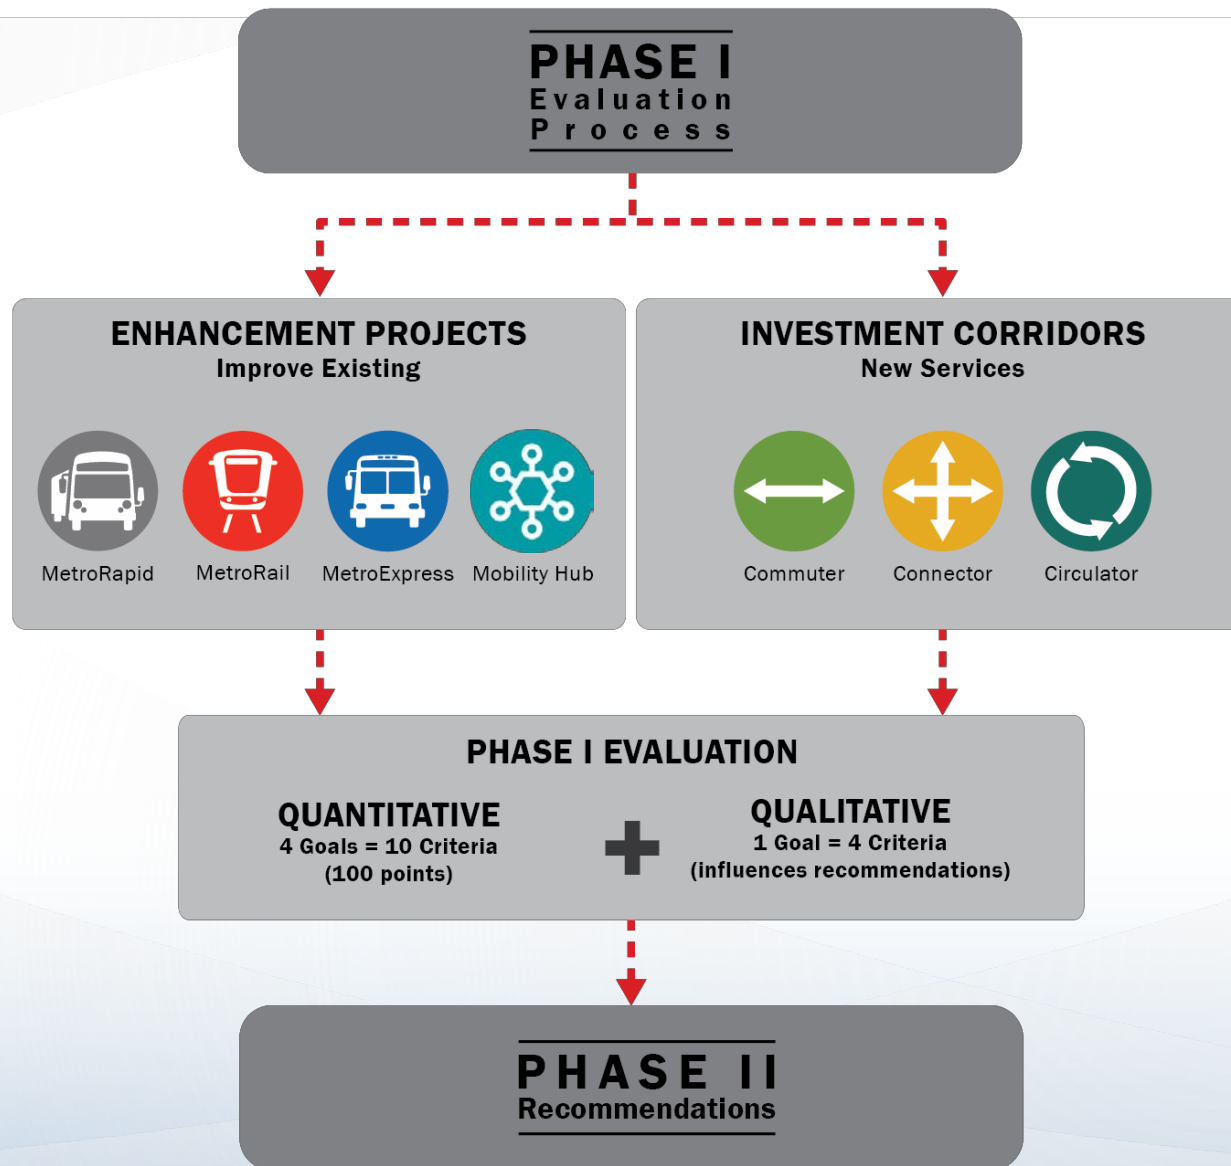 PHASE I
Evaluation
Process
ENHANCEMENT PROJECTS
Improve Existing
MetroRapid
MetroRail
MetroExpress
Mobility Hub
INVESTMENT CORRIDORS
New Services
Commuter
Connector
Circulator
PHASE I EVALUATION
QUANTITATIVE
4 Goals = 10 Criteria
(100 points)
+
QUALITATIVE
1 Goal = 4 Criteria
(influences recommendations)
PHASE II
Recommendations